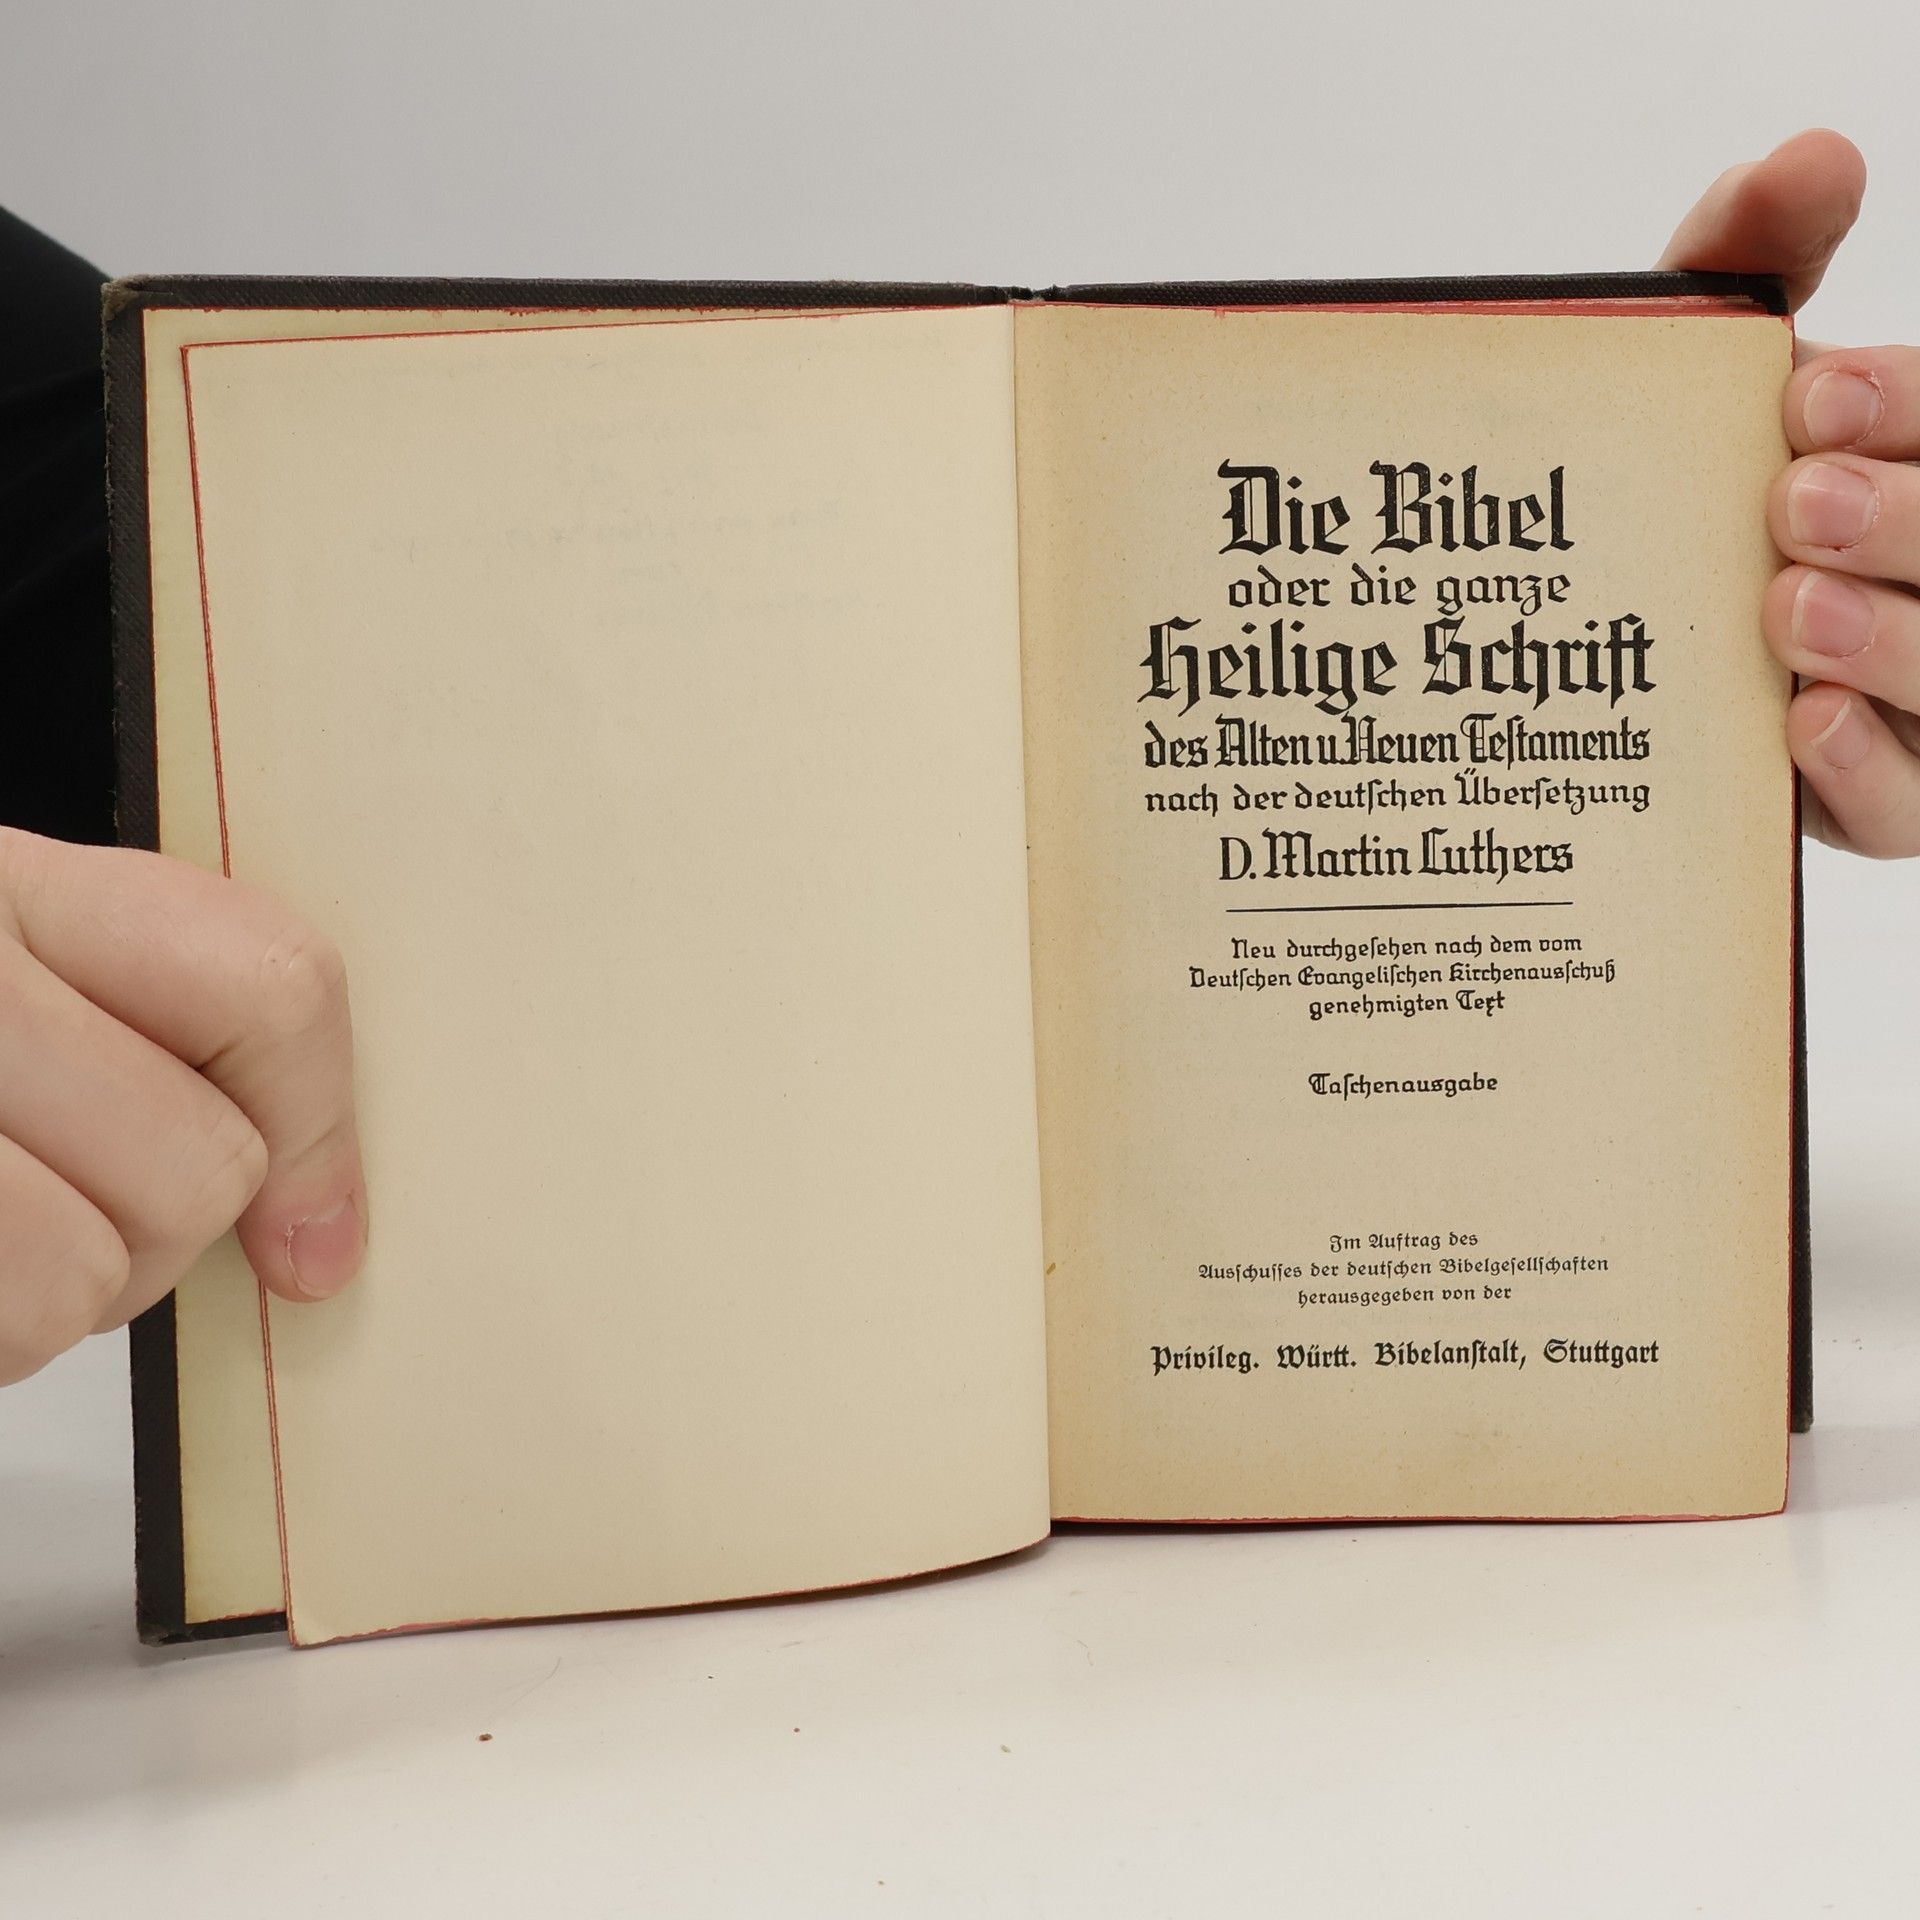 Die Bibel
oder die ganze
Heilige Schrift
des Alten u. Neuen Teſtaments
nach der deutſchen Überſetzung
D. Martin Luthers
Neu durchgeſehen nach dem vom
Deutſchen Evangeliſchen Kirchenausſchuß
genehmigten Text
Taſchenausgabe
Im Auftrag des
Ausſchuſſes der deutſchen Bibelgeſellſchaften
herausgegeben von der
Privileg. Württ. Bibelanſtalt, Stuttgart